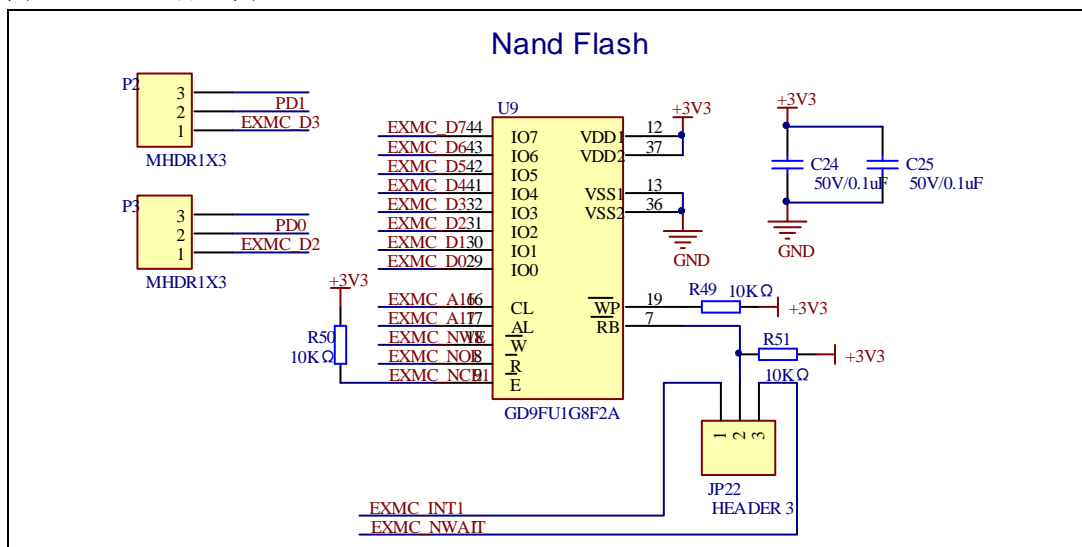 Nand Flash
P2
3
2
1
PD1
EXMC_D3
MHDR1X3
P3
3
2
1
PD0
EXMC_D2
MHDR1X3
U9
EXMC_D7 44 IO7
EXMC_D6 43 IO6
EXMC_D5 42 IO5
EXMC_D4 41 IO4
EXMC_D3 32 IO3
EXMC_D2 31 IO2
EXMC_D1 30 IO1
EXMC_D0 29 IO0
EXMC_A16 16 CL
EXMC_A17 17 AL
EXMC_NWE 18 W
EXMC_NOE 8 R
EXMC_NCE1 9 E
VDD1 12
VDD2 37
VSS1 13
VSS2 36
WP 19
RB 7
GD9FU1G8F2A
+3V3
GND
+3V3
C24
50V/0.1uF
C25
50V/0.1uF
GND
+3V3
R50
10KΩ
R49 10KΩ
+3V3
R51
10KΩ
+3V3
1 2 3
JP22
HEADER 3
EXMC_INT1
EXMC_NWAIT